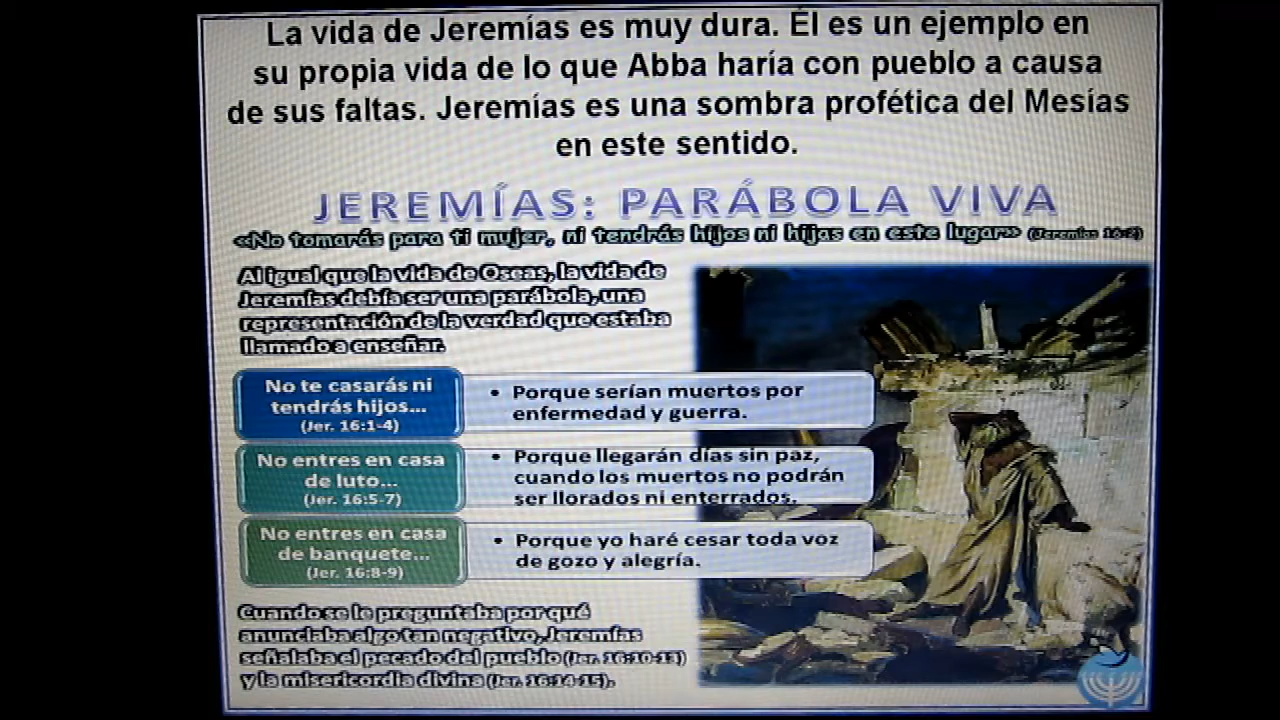 La vida de Jeremías es muy dura. Él es un ejemplo en
su propia vida de lo que Abba haría con pueblo a causa
de sus faltas. Jeremías es una sombra profética del Mesías
en este sentido.
JEREMÍAS: PARÁBOLA VIVA
«No tomarás para ti mujer, ni tendrás hijos ni hijas en este lugar» (Jeremías 16:2)
Al igual que la vida de Oseas, la vida de
Jeremías debía ser una parábola, una
representación de la verdad que estaba
llamado a enseñar.
No te casarás ni
tendrás hijos...
(Jer. 16:1-4)
• Porque serían muertos por
enfermedad y guerra.
No entres en casa
de luto...
(Jer. 16:5-7)
• Porque llegarán días sin paz,
cuando los muertos no podrán
ser llorados ni enterrados.
No entres en casa
de banquete...
(Jer. 16:8-9)
• Porque yo haré cesar toda voz
de gozo y alegría.
Cuando se le preguntaba por qué
anunciaba algo tan negativo, Jeremías
señalaba el pecado del pueblo (Jer. 16:10-13)
y la misericordia divina (Jer. 16:14-15).